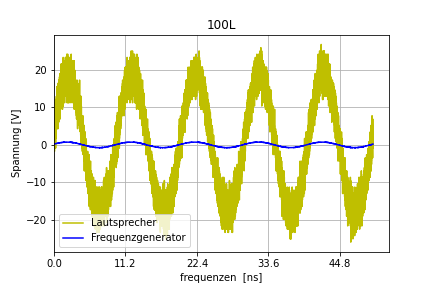 100L
Spannung [V]
20
10
0
−10
−20
Lautsprecher
Frequenzgenerator
0.0 11.2 22.4 33.6 44.8
frequenzen [ns]